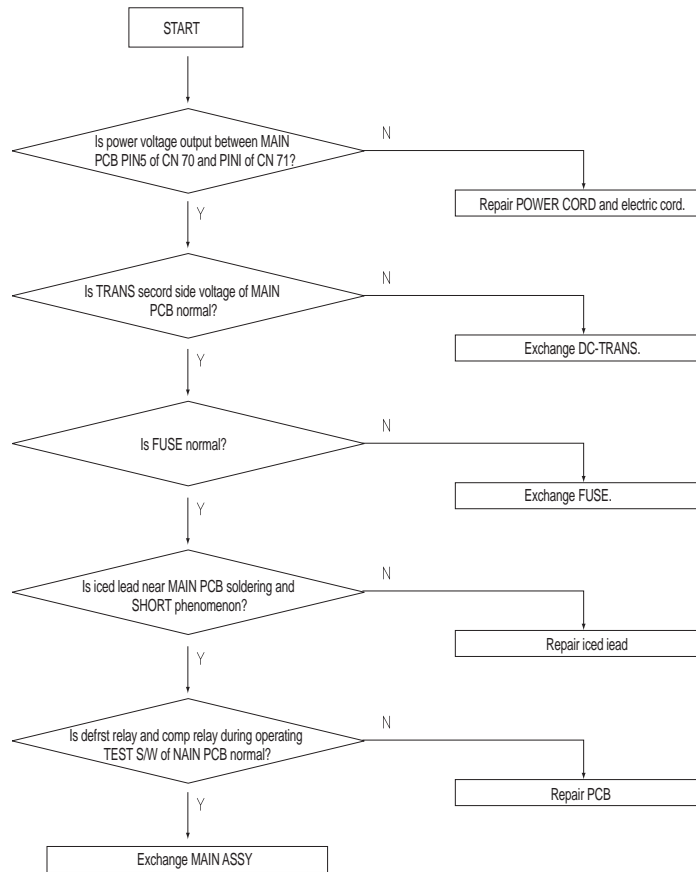 START
Is power voltage output between MAIN
PCB PIN5 of CN 70 and PINI of CN 71?
N
Repair POWER CORD and electric cord.
Y
Is TRANS secord side voltage of MAIN
PCB normal?
N
Exchange DC-TRANS.
Y
Is FUSE normal?
N
Exchange FUSE.
Y
Is iced lead near MAIN PCB soldering and
SHORT phenomenon?
N
Repair iced iead
Y
Is defrst relay and comp relay during operating
TEST S/W of NAIN PCB normal?
N
Repair PCB
Y
Exchange MAIN ASSY